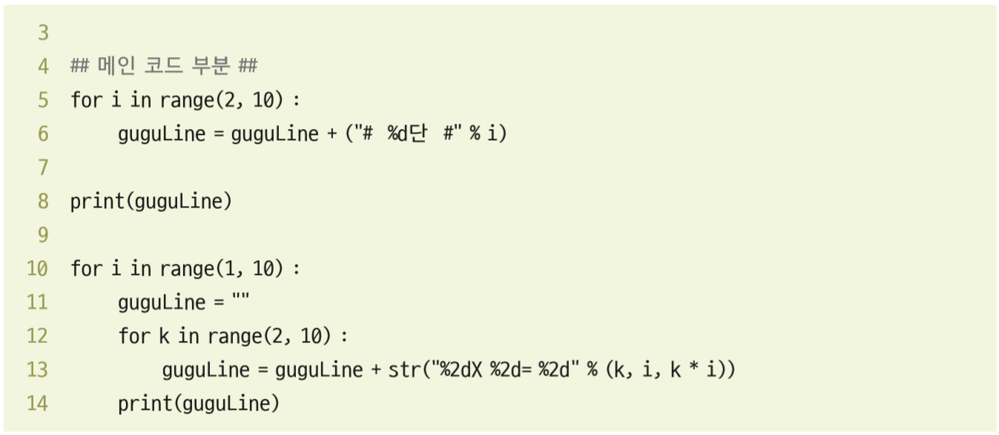 3
4 ## 메인 코드 부분 ##
5 for i in range(2, 10) :
6     guguLine = guguLine + ("#  %d단  #" % i)
7
8 print(guguLine)
9
10 for i in range(1, 10) :
11     guguLine = ""
12     for k in range(2, 10) :
13         guguLine = guguLine + str("%2dX %2d= %2d" % (k, i, k * i))
14     print(guguLine)